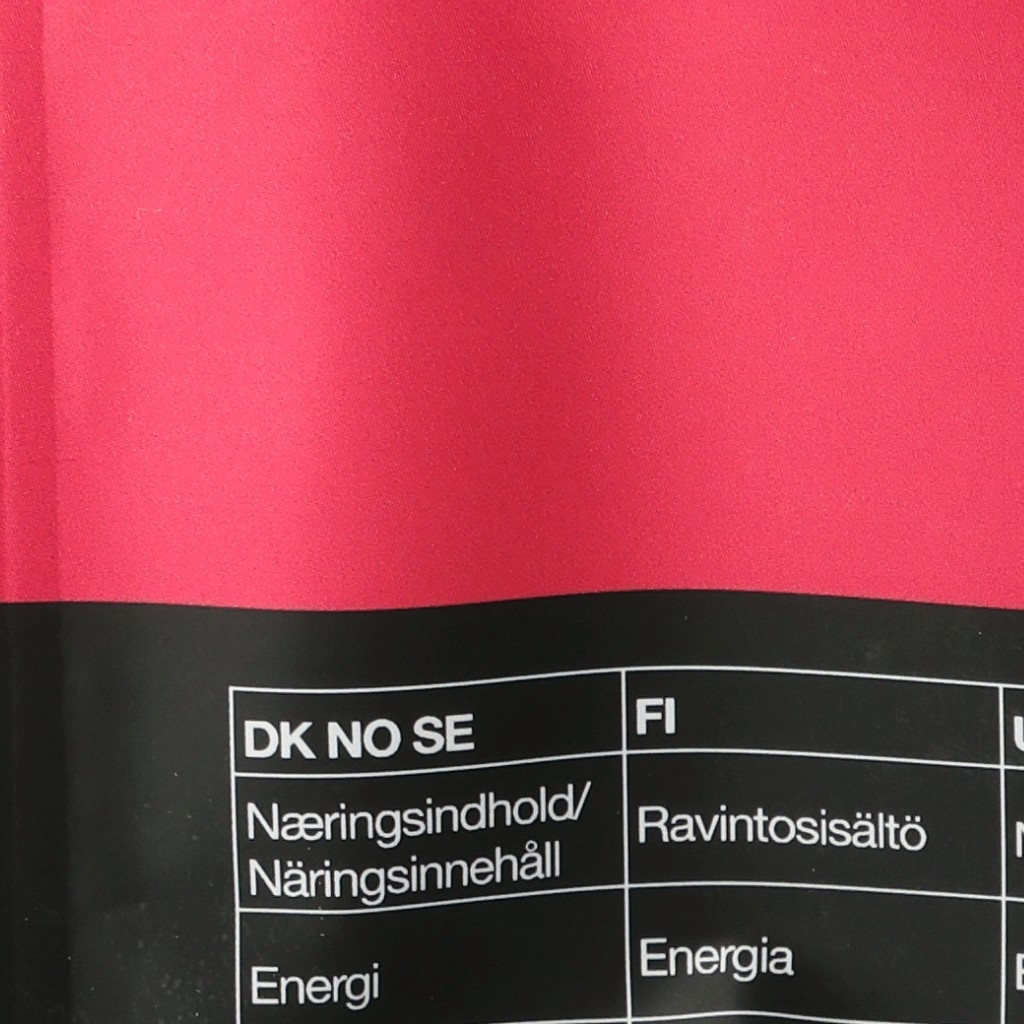 DK NO SE
FI
Næringsindhold/
Näringsinnehåll
Ravintosisältö
Energi
Energia